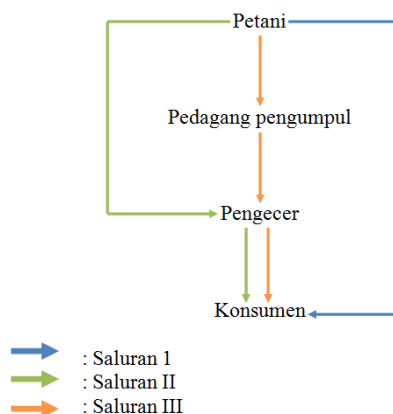 Petani
Pedagang pengumpul
Pengecer
Konsumen
: Saluran 1
: Saluran II
: Saluran III